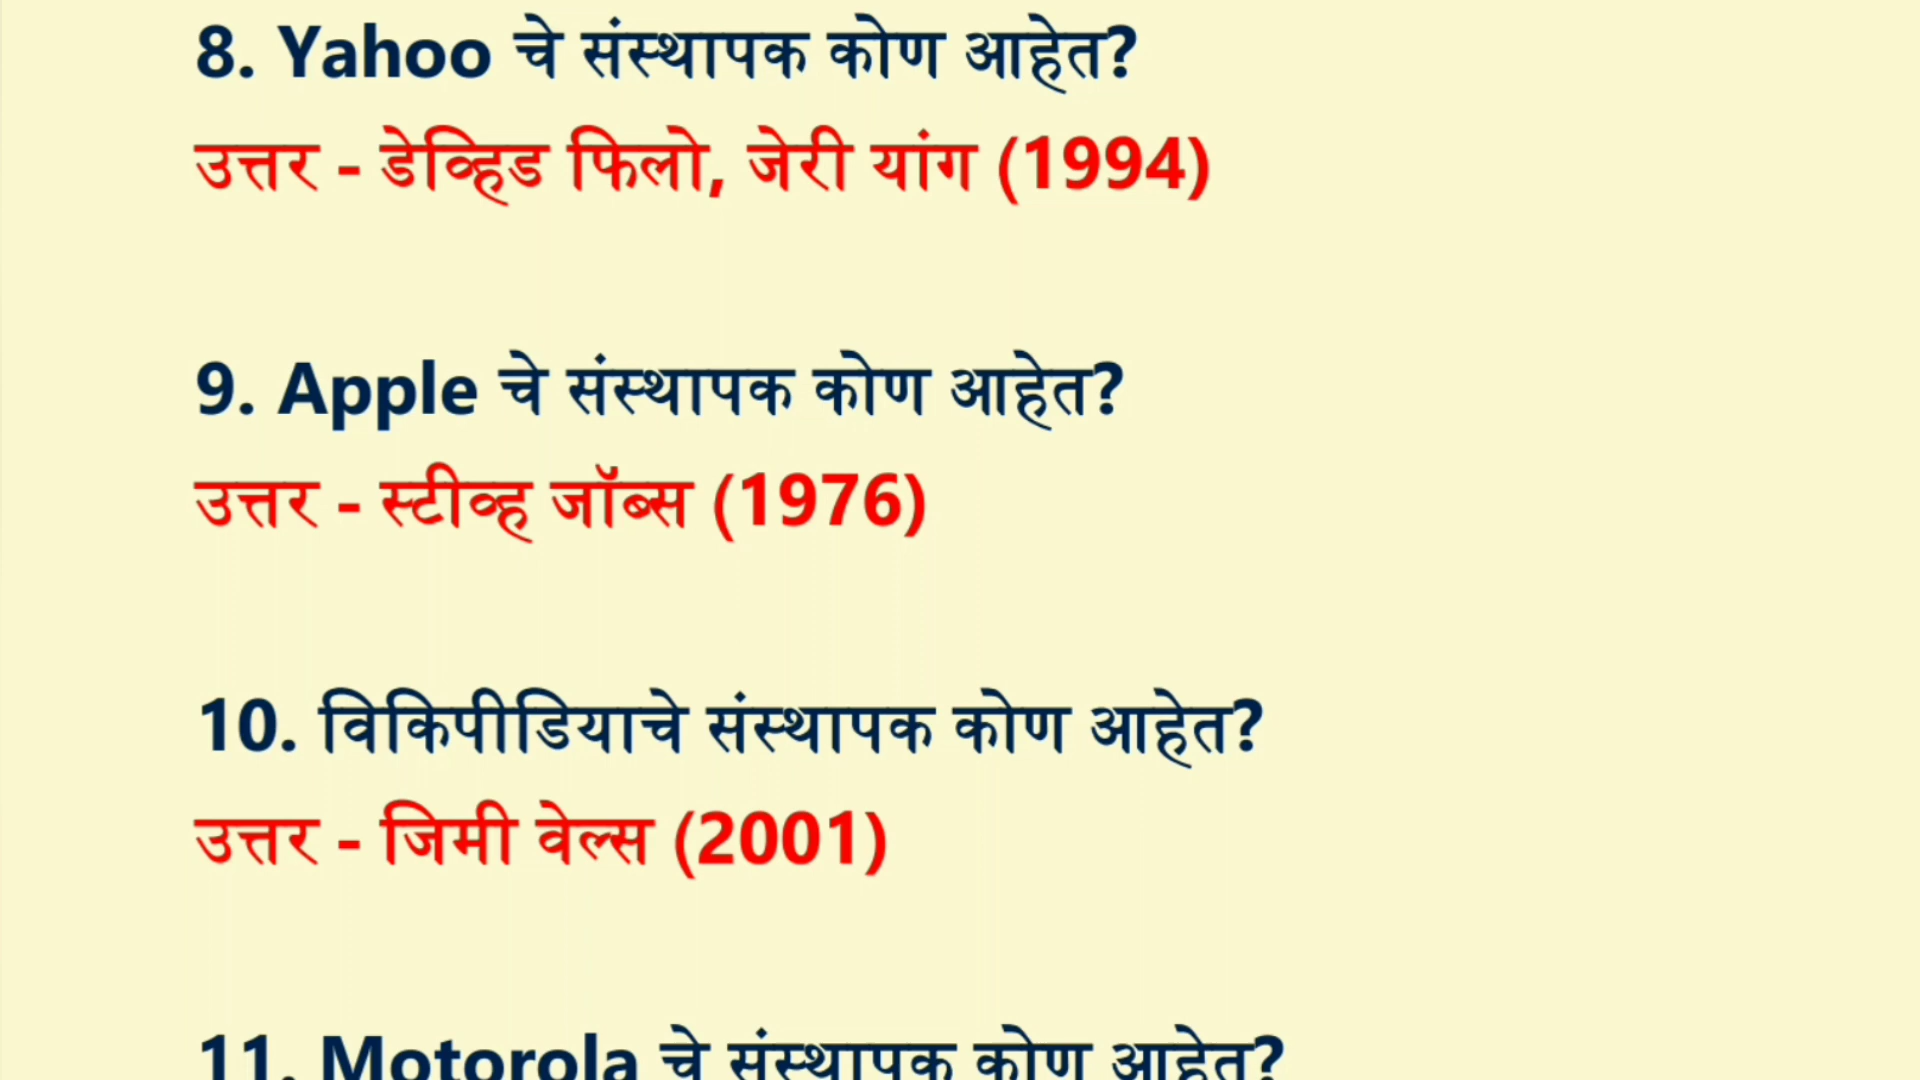 8. Yahoo चे संस्थापक कोण आहेत?
उत्तर - डेव्हिड फिलो, जेरी यांग (1994)
9. Apple चे संस्थापक कोण आहेत?
उत्तर - स्टीव्ह जॉब्स (1976)
10. विकिपीडियाचे संस्थापक कोण आहेत?
उत्तर - जिमी वेल्स (2001)
11. Motorola चे संस्थापक कोण आहेत?